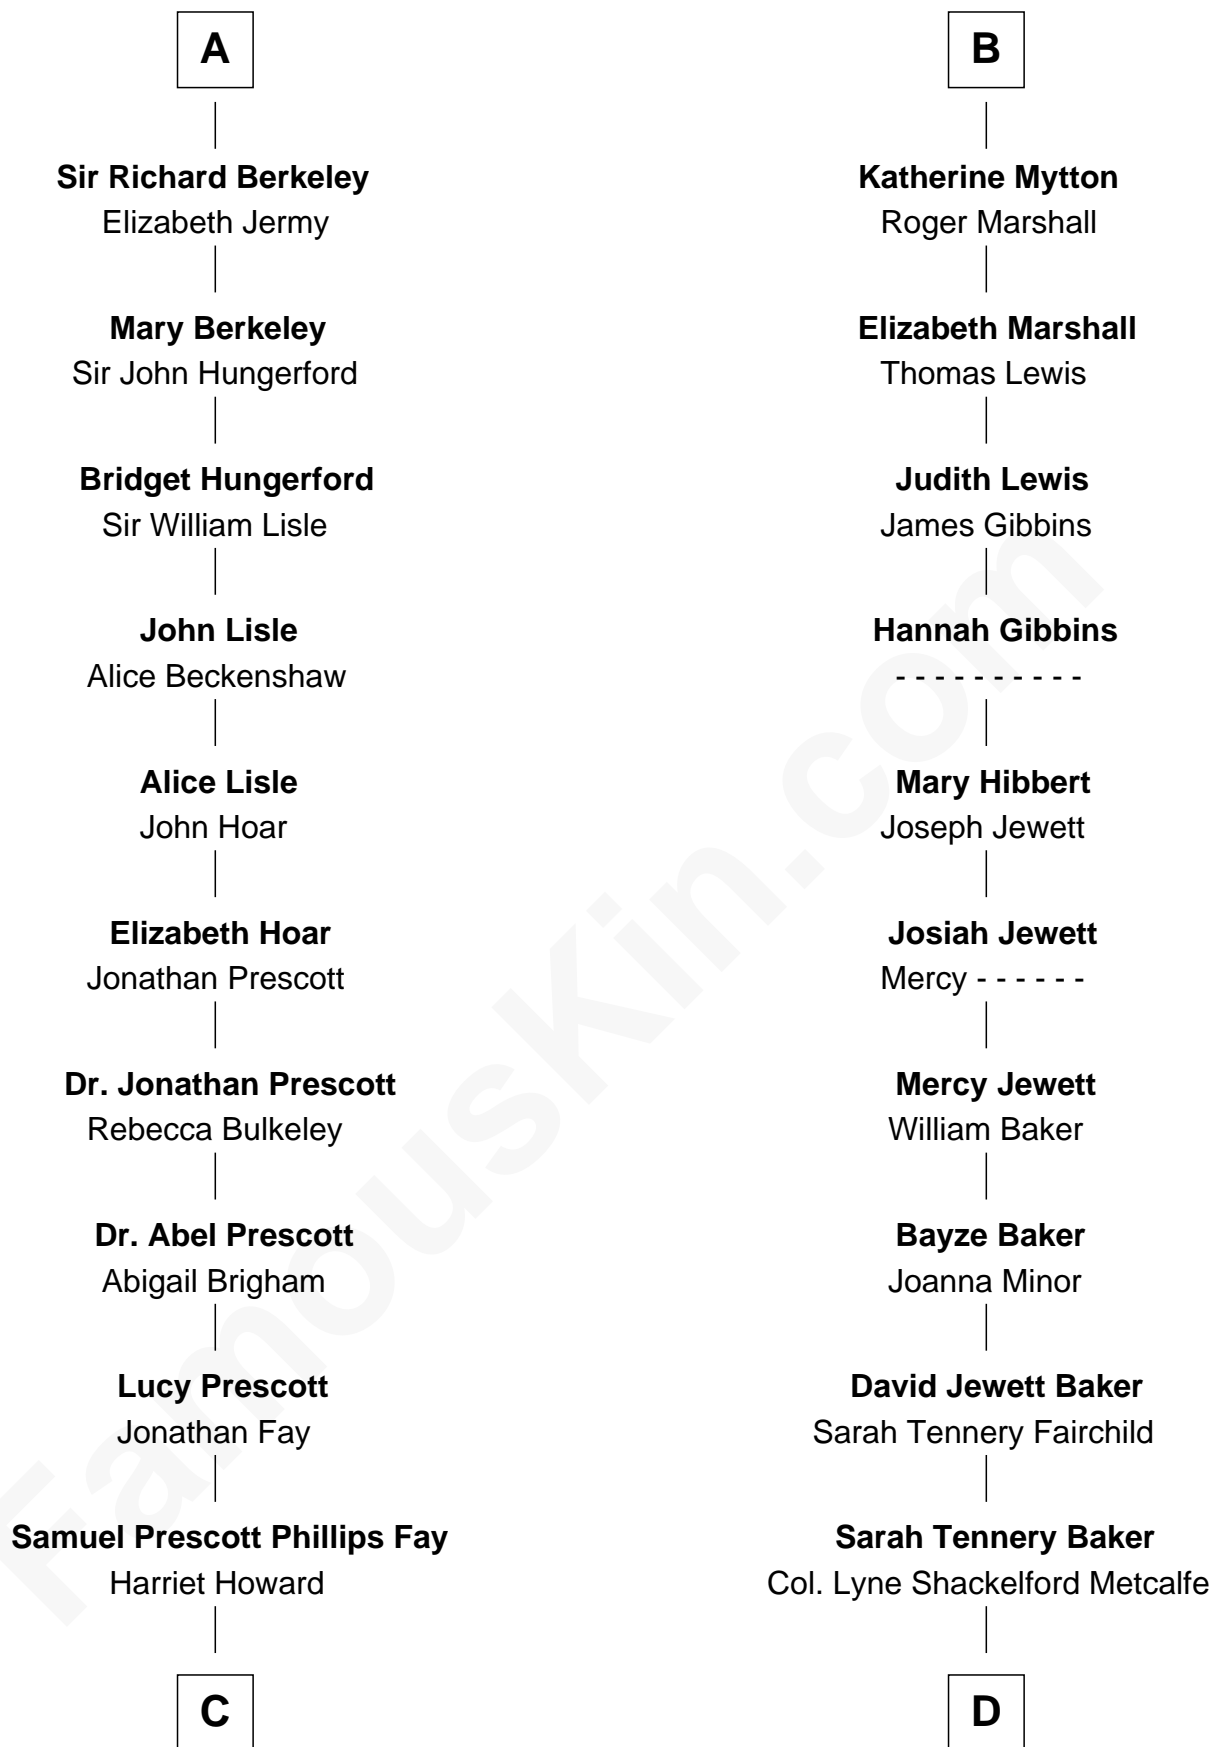 A
Sir Richard Berkeley
Elizabeth Jermy
Mary Berkeley
Sir John Hungerford
Bridget Hungerford
Sir William Lisle
John Lisle
Alice Beckenshaw
Alice Lisle
John Hoar
Elizabeth Hoar
Jonathan Prescott
Dr. Jonathan Prescott
Rebecca Bulkeley
Dr. Abel Prescott
Abigail Brigham
Lucy Prescott
Jonathan Fay
Samuel Prescott Phillips Fay
Harriet Howard
C
B
Katherine Mytton
Roger Marshall
Elizabeth Marshall
Thomas Lewis
Judith Lewis
James Gibbins
Hannah Gibbins
- - - - - - - - - -
Mary Hibbert
Joseph Jewett
Josiah Jewett
Mercy - - - - - -
Mercy Jewett
William Baker
Bayze Baker
Joanna Minor
David Jewett Baker
Sarah Tennery Fairchild
Sarah Tennery Baker
Col. Lyne Shackelford Metcalfe
D
FamousKin.com